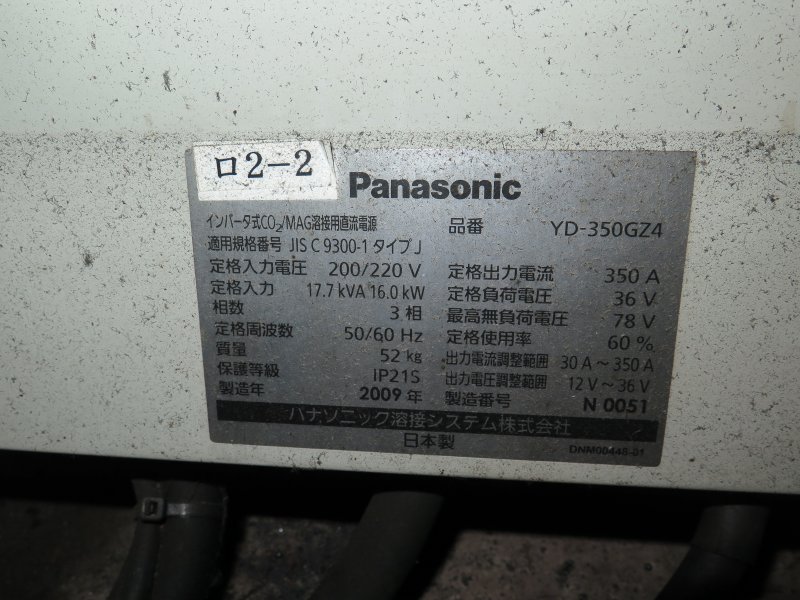 ロ2-2
Panasonic
インバータ式CO₂/MAG溶接用直流電源
品番 YD-350GZ4
適用規格番号 JIS C 9300-1 タイプJ
定格入力電圧 200/220 V
定格出力電流 350 A
定格入力 17.7 kVA 16.0 kW
定格負荷電圧 36 V
相数 3 相
最高無負荷電圧 78 V
定格周波数 50/60 Hz
定格使用率 60 %
質量 52 kg
出力電流調整範囲 30 A～350 A
保護等級 IP21S
出力電圧調整範囲 12 V～36 V
製造年 2009 年
製造番号 N 0051
パナソニック溶接システム株式会社
日本製
DNM00448-01